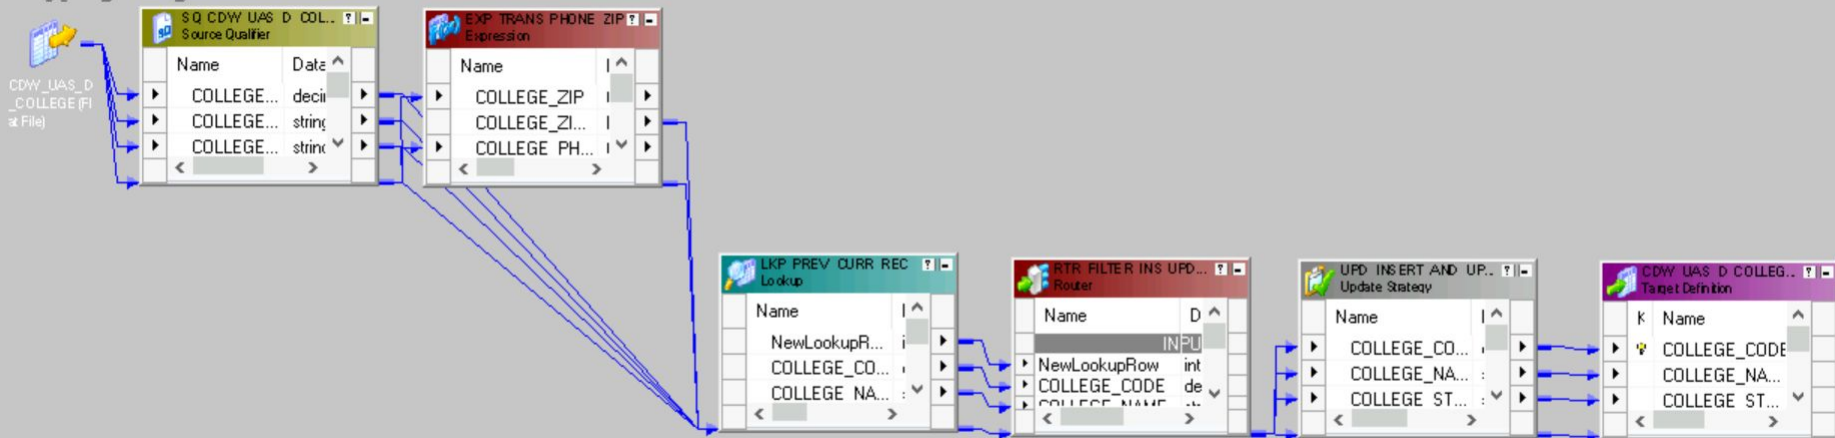 CDW_UAS_D
_COLLEGE (Fl
at File)
SQ CDW UAS D COL..
Source Qualifier
Name Data
COLLEGE... deci
COLLEGE... string
COLLEGE... string
EXP TRANS PHONE ZIP
Expression
Name
COLLEGE_ZIP
COLLEGE_ZI...
COLLEGE PH...
LKP PREV CURR REC
Lookup
Name
NewLookupR...
COLLEGE_CO...
COLLEGE NA...
RTR FILTER INS UPD...
Router
Name D
INPU
NewLookupRow int
COLLEGE_CODE de
COLLEGE_NAME
UPD INSERT AND UP..
Update Strategy
Name
COLLEGE_CO...
COLLEGE_NA...
COLLEGE ST...
CDW UAS D COLLEG..
Target Definition
K Name
COLLEGE_CODE
COLLEGE_NA...
COLLEGE ST...